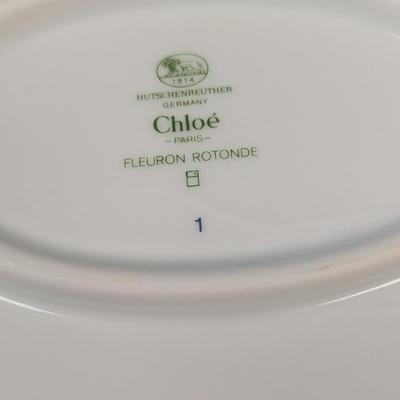 1814
HUTSCHENREUTHER
GERMANY
Chloé
-PARIS-
FLEURON ROTONDE
1